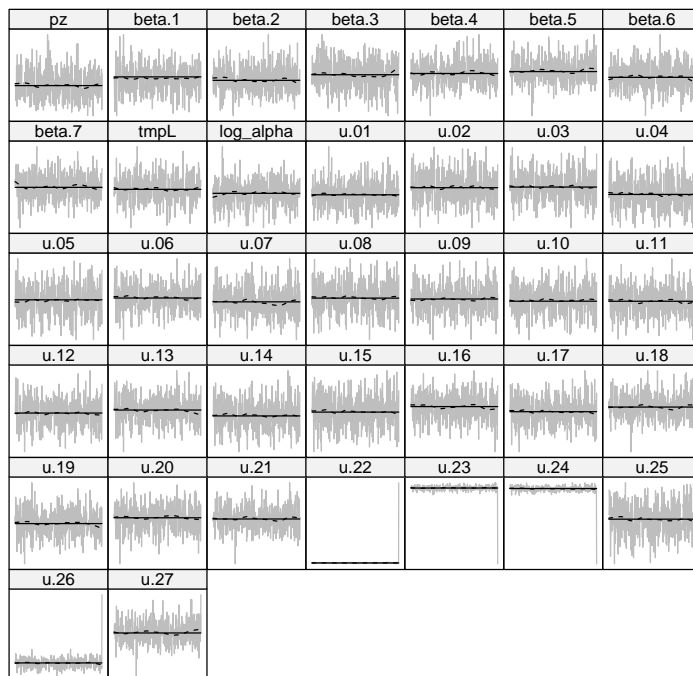 pz beta.1 beta.2 beta.3 beta.4 beta.5 beta.6
beta.7 tmpL log_alpha u.01 u.02 u.03 u.04
u.05 u.06 u.07 u.08 u.09 u.10 u.11
u.12 u.13 u.14 u.15 u.16 u.17 u.18
u.19 u.20 u.21 u.22 u.23 u.24 u.25
u.26 u.27